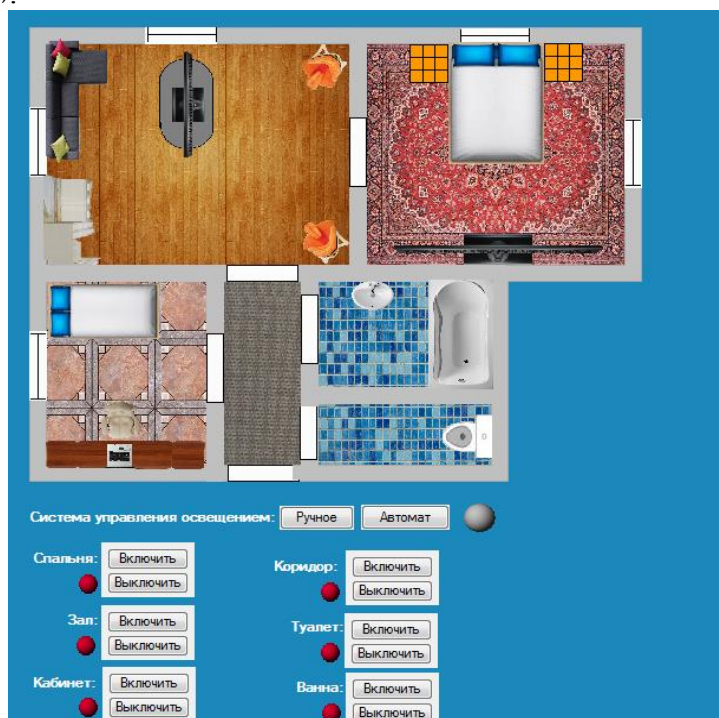 ).
Система управления освещением: Ручное Автомат
Спальня: Включить
Выключить
Коридор: Включить
Выключить
Зал: Включить
Выключить
Туалет: Включить
Выключить
Кабинет: Включить
Выключить
Ванна: Включить
Выключить